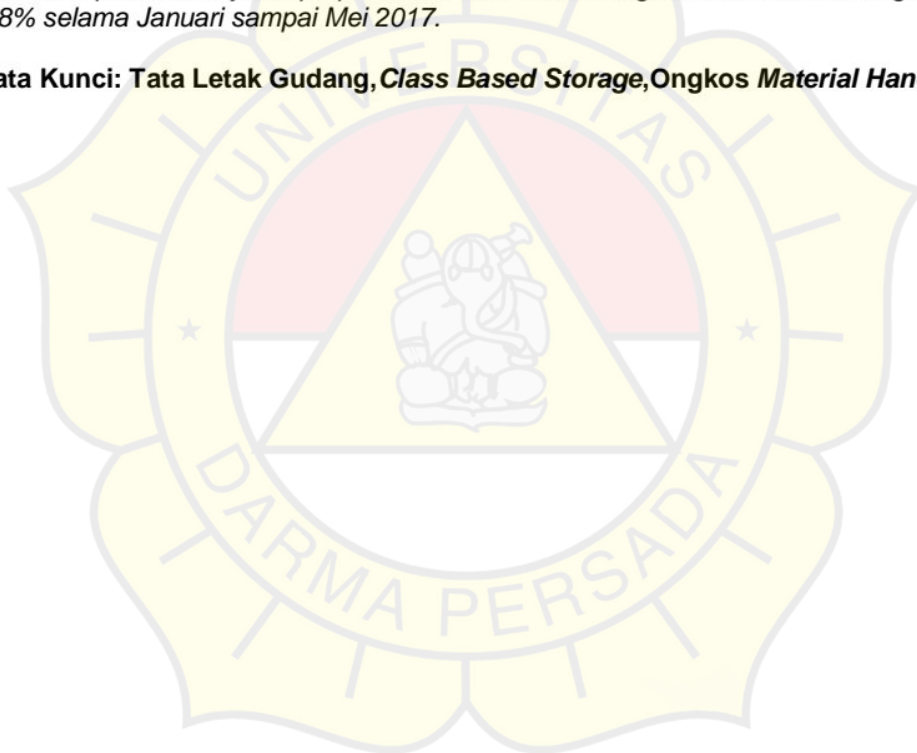 8% selama Januari sampai Mei 2017.
ata Kunci: Tata Letak Gudang, Class Based Storage, Ongkos Material Han
UNIVERSITAS
DARMA PERSADA